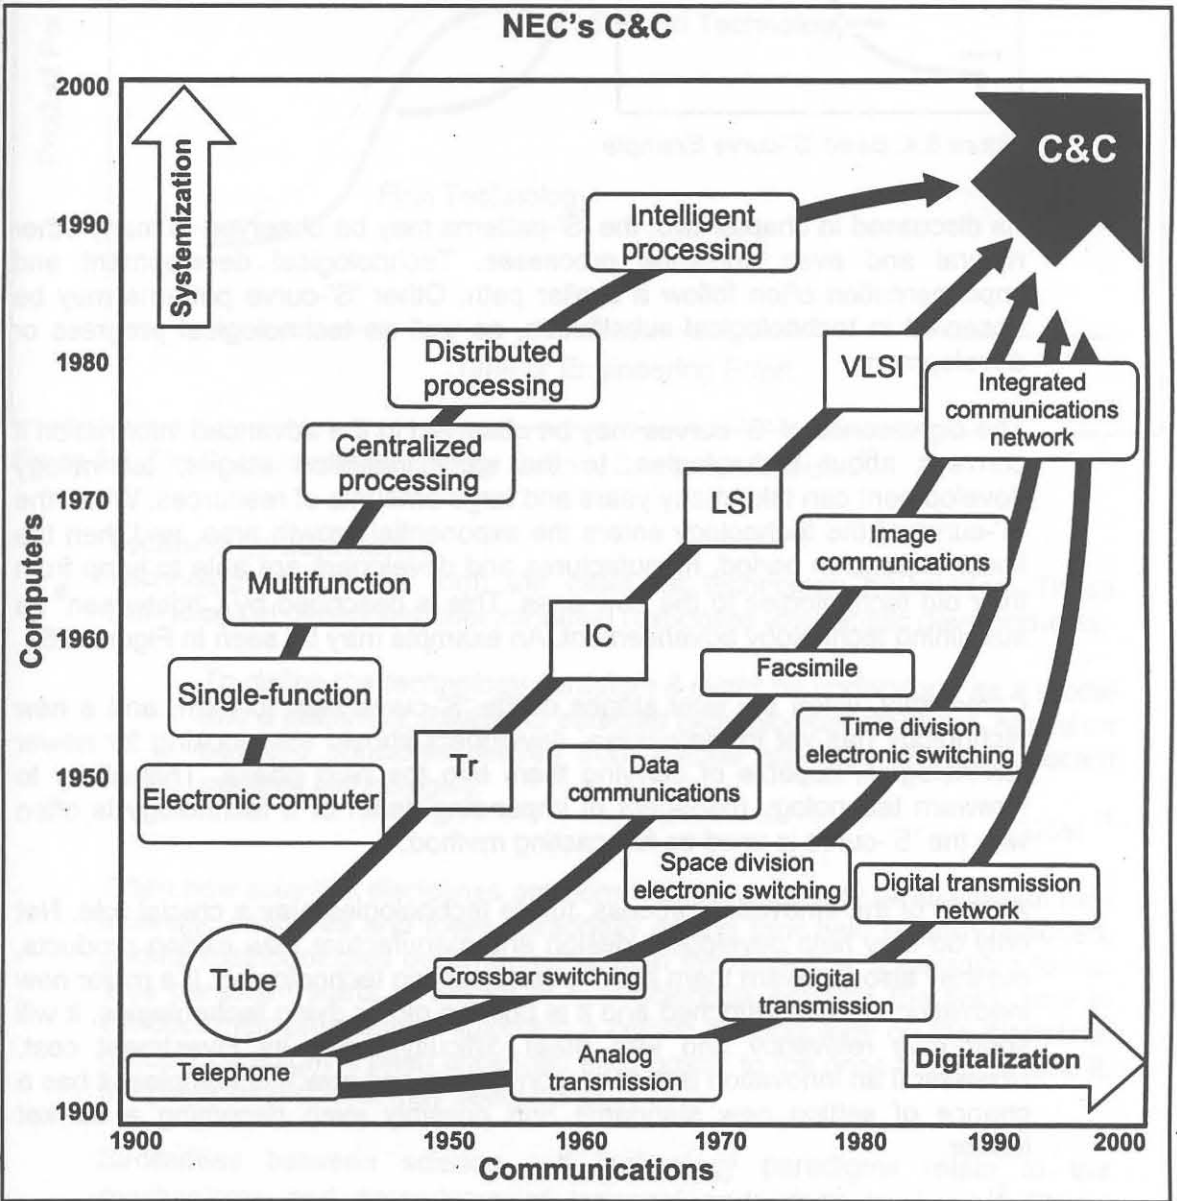 NEC's C&C
2000
1990
1980
1970
1960
1950
1900
Computers
Systemization
C&C
Intelligent
processing
Distributed
processing
VLSI
Integrated
communications
network
Centralized
processing
LSI
Image
communications
Multifunction
IC
Facsimile
Single-function
Time division
electronic switching
Tr
Data
communications
Electronic computer
Space division
electronic switching
Digital transmission
network
Tube
Crossbar switching
Digital
transmission
Telephone
Analog
transmission
Digitalization
1900
1950
1960
1970
1980
1990
2000
Communications